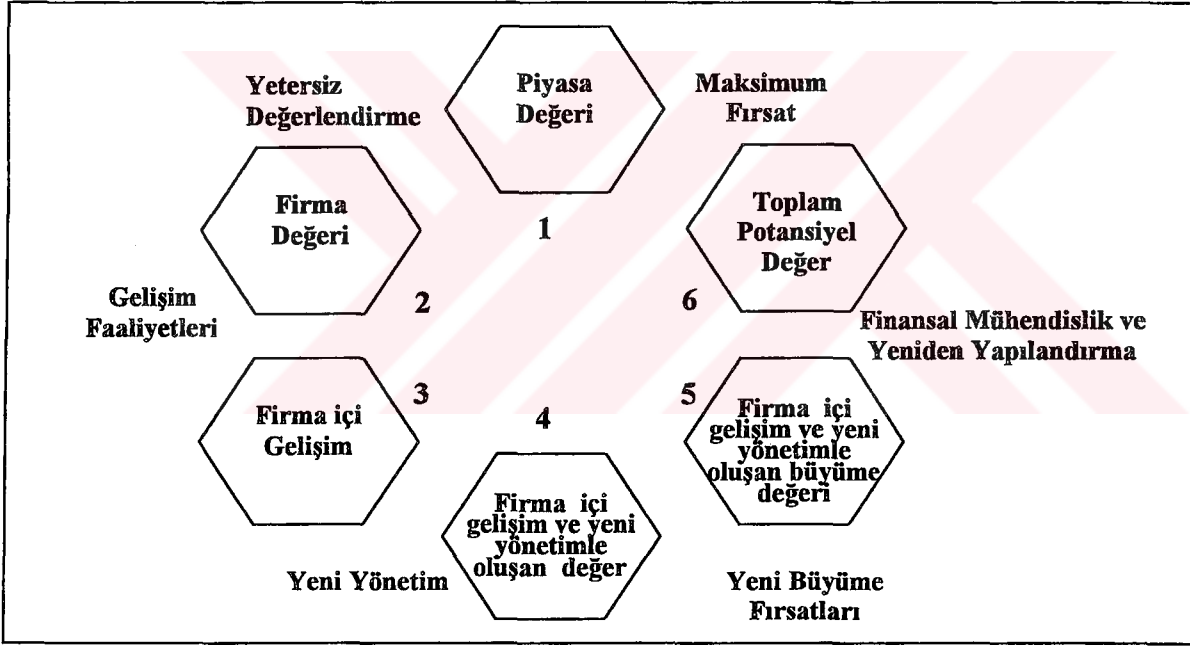 Yetersiz
Değerlendirme
Piyasa
Değeri
Maksimum
Fırsat
Firma
Değeri
1
Toplam
Potansiyel
Değer
Gelişim
Faaliyetleri
2
6
Finansal Mühendislik ve
Yeniden Yapılandırma
Firma içi
Gelişim
3
4
5
Firma içi
gelişim ve yeni
yönetimle
oluşan büyüme
değeri
Firma içi
gelişim ve yeni
yönetimle
oluşan değer
Yeni Yönetim
Yeni Büyüme
Fırsatları